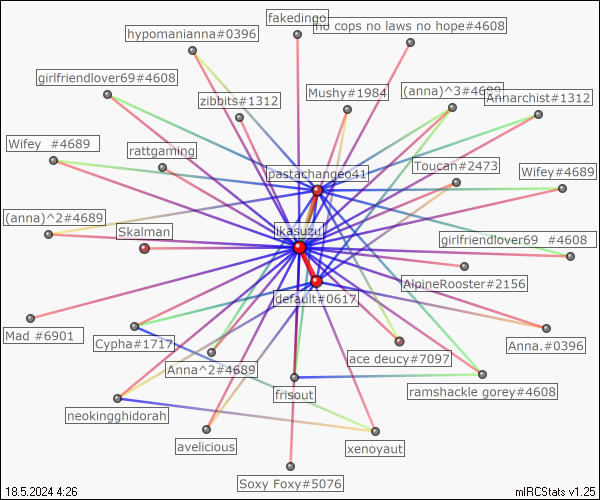 fakedingo
no cops no laws no hope#4608
hypomanianna#0396
girlfriendlover69#4608
zibbits#1312
Mushy#1984
(anna)^3#4689
Annarchist#1312
Wifey  #4689
rattgaming
pastachangeo41
Toucan#2473
Wifey#4689
(anna)^2#4689
Skalman
likasuzu
girlfriendlover69  #4608
AlpineRooster#2156
default#0617
Mad #6901
Cypha#1717
Anna.#0396
ace deucy#7097
Anna^2#4689
frisout
ramshackle gorey#4608
neokingghidorah
avelicious
xenoyaut
Soxy Foxy#5076
18.5.2024 4:26
mIRCStats v1.25